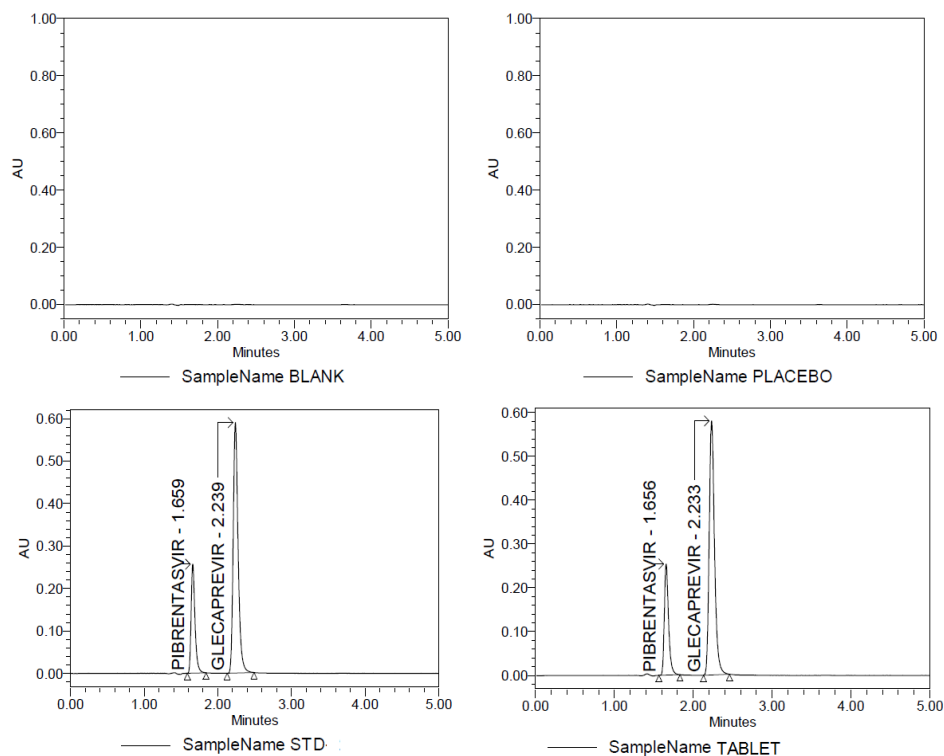 1.00
0.80
0.60
0.40
0.20
0.00
AU
0.00 1.00 2.00 3.00 4.00 5.00
Minutes
SampleName BLANK
1.00
0.80
0.60
0.40
0.20
0.00
AU
0.00 1.00 2.00 3.00 4.00 5.00
Minutes
SampleName PLACEBO
0.60
0.50
0.40
0.30
0.20
0.10
0.00
AU
PIBRENTASVIR - 1.659
GLECAPREVIR - 2.239
0.00 1.00 2.00 3.00 4.00 5.00
Minutes
SampleName STD
0.60
0.50
0.40
0.30
0.20
0.10
0.00
AU
PIBRENTASVIR - 1.656
GLECAPREVIR - 2.233
0.00 1.00 2.00 3.00 4.00 5.00
Minutes
SampleName TABLET